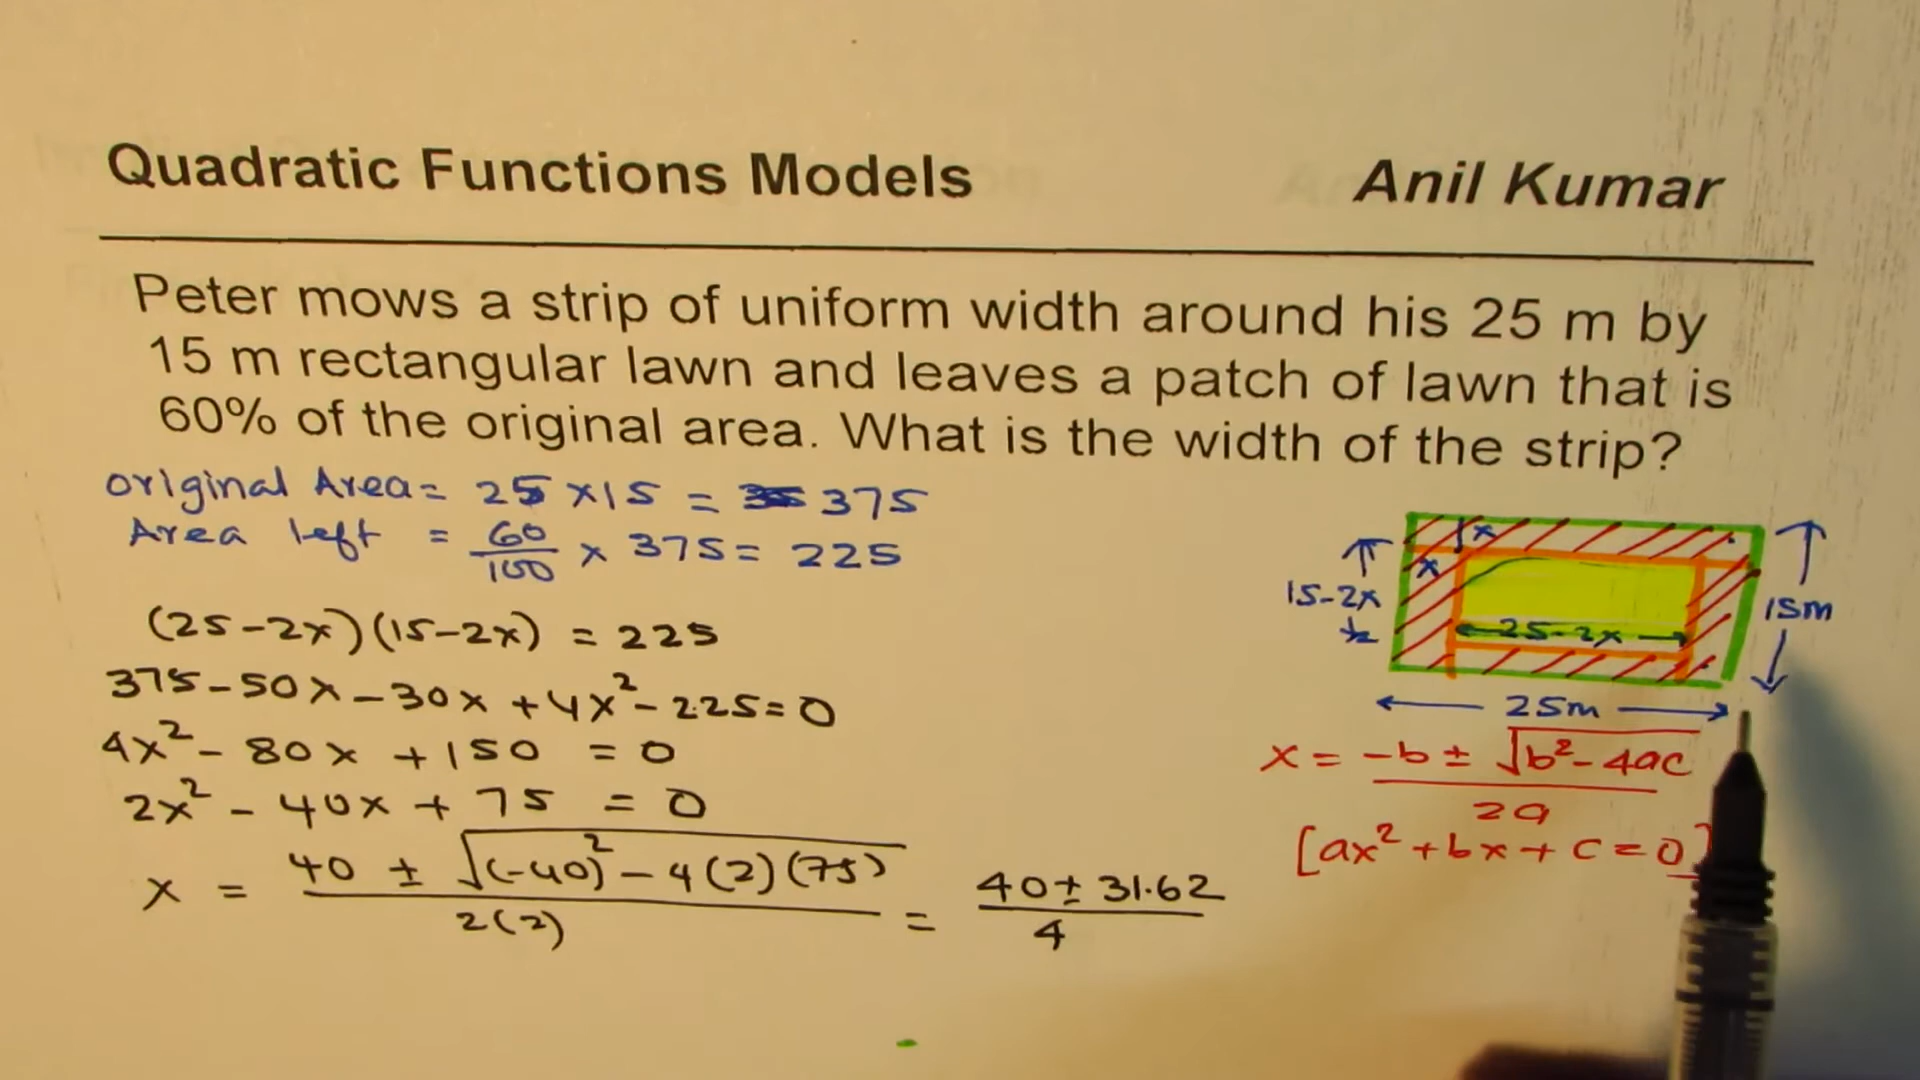 Quadratic Functions Models Anil Kumar
Peter mows a strip of uniform width around his 25 m by
15 m rectangular lawn and leaves a patch of lawn that is
60% of the original area. What is the width of the strip?
original Area = 25 × 15 = 375
Area left = 60/100 × 375 = 225
(25-2x)(15-2x) = 225
375-50x-30x+4x²-225=0
4x²-80x+150 = 0
2x²-40x+75 = 0
x = 40 ± √(-40)²-4(2)(75) / 2(2) = 40 ± 31.62 / 4
x
x
15-2x
25-2x
15m
25m
x = -b ± √b²-4ac / 2a
[ax²+bx+c=0]